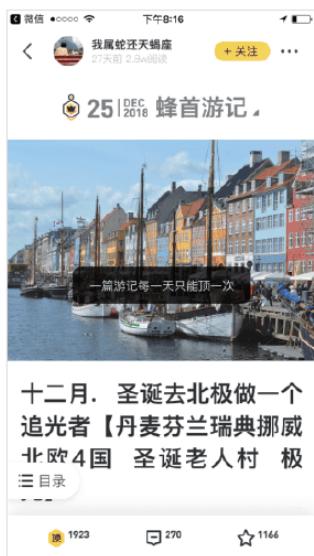 微信 下午8:16
我属蛇还天蝎座
27天前 2.8w阅读
+ 关注
25 DEC 2018 蜂首游记
一篇游记每一天只能顶一次
十二月. 圣诞去北极做一个
追光者【丹麦芬兰瑞典挪威
北欧4国 圣诞老人村 极
目录
顶 1923 270 1166